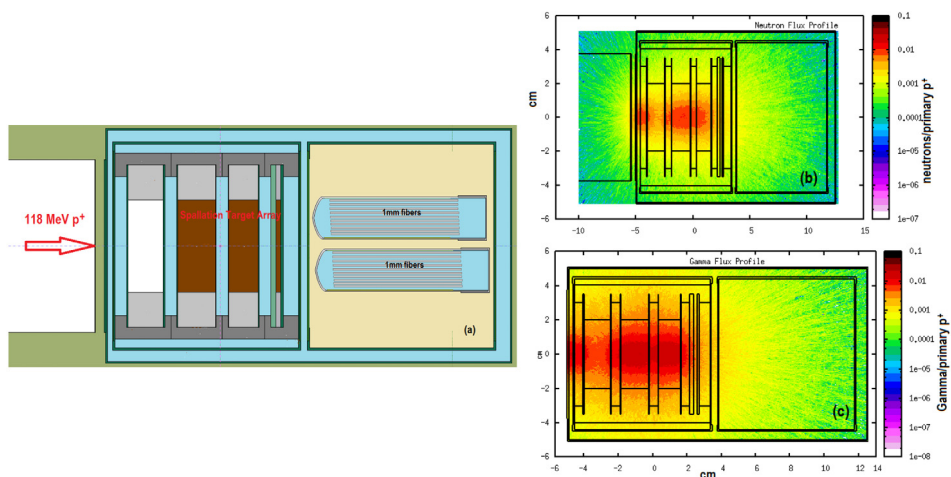 118 MeV p+
Spallation Target Array
1mm fibers
1mm fibers
(a)
Neutron Flux Profile
6
4
2
0
-2
-4
-6
cm
-10
-5
0
5
10
15
(b)
0.1
0.01
0.001
0.0001
1e-05
1e-06
1e-07
neutrons/primary p+
Gamma Flux Profile
6
4
2
0
-2
-4
-6
cm
-6
-4
-2
0
2
4
6
8
10
12
14
cm
(c)
0.1
0.01
0.001
0.0001
1e-05
1e-06
1e-07
1e-08
Gamma/primary p+